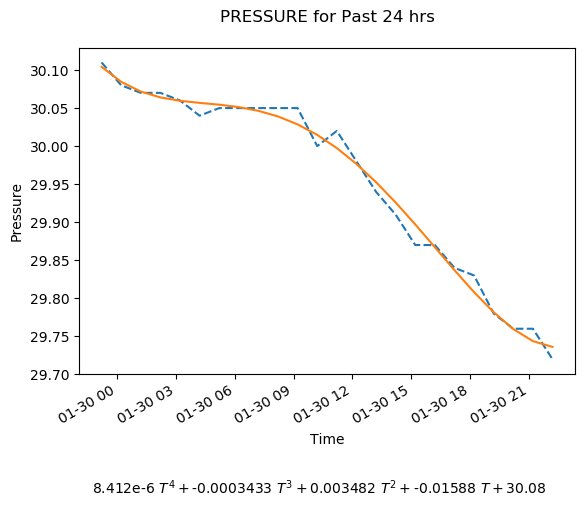 PRESSURE for Past 24 hrs
30.10
30.05
30.00
29.95
29.90
29.85
29.80
29.75
29.70
Pressure
01-30 00 01-30 03 01-30 06 01-30 09 01-30 12 01-30 15 01-30 18 01-30 21
Time
8.412e-6 T⁴ + -0.0003433 T³ + 0.003482 T² + -0.01588 T + 30.08